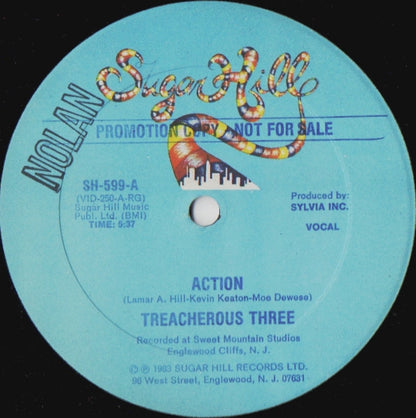 Sugar Hill
NOLAN
PROMOTION COPY - NOT FOR SALE
SH-599-A
(VID-250-A-RG)
Sugar Hill Music
Publ. Ltd. (BMI)
TIME: 5:37
Produced by:
SYLVIA INC.
VOCAL
ACTION
(Lamar A. Hill-Kevin Keaton-Moe Dewese)
TREACHEROUS THREE
Recorded at Sweet Mountain Studios
Englewood Cliffs, N. J.
© ℗ 1983 SUGAR HILL RECORDS LTD.
96 West Street, Englewood, N. J. 07631